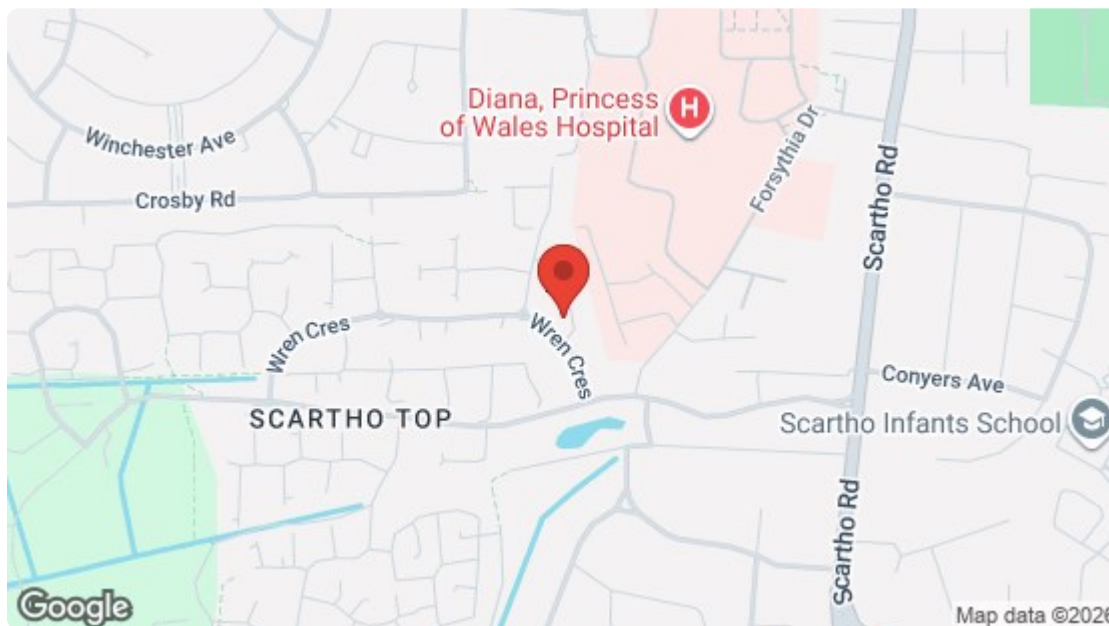 Diana, Princess
of Wales Hospital
H
Winchester Ave
Crosby Rd
Forsythia Dr
Scartho Rd
Wren Cres
Wren Cres
Conyers Ave
SCARTHO TOP
Scartho Infants School
Scartho Rd
Google
Map data ©2026